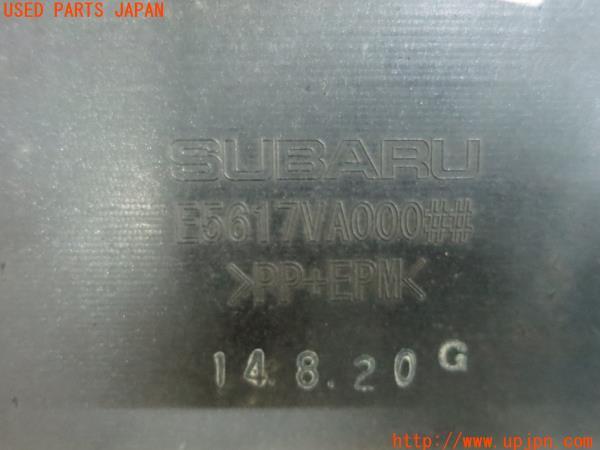 USED PARTS JAPAN
SUBARU
E5617VA000##
>PP+EPM<
14.8.20 G
http://www.upjpn.com